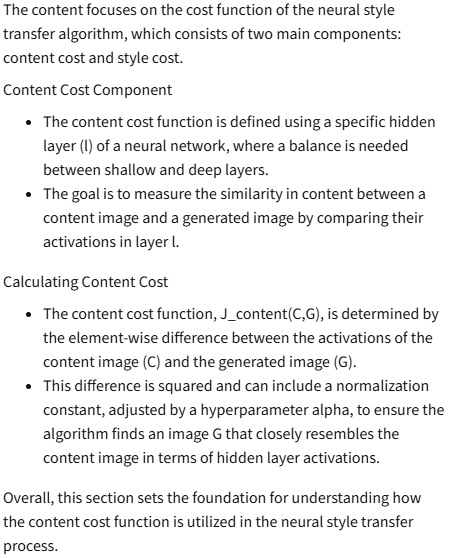 The content focuses on the cost function of the neural style
transfer algorithm, which consists of two main components:
content cost and style cost.
Content Cost Component
• The content cost function is defined using a specific hidden
layer (l) of a neural network, where a balance is needed
between shallow and deep layers.
• The goal is to measure the similarity in content between a
content image and a generated image by comparing their
activations in layer l.
Calculating Content Cost
• The content cost function, J_content(C,G), is determined by
the element-wise difference between the activations of the
content image (C) and the generated image (G).
• This difference is squared and can include a normalization
constant, adjusted by a hyperparameter alpha, to ensure the
algorithm finds an image G that closely resembles the
content image in terms of hidden layer activations.
Overall, this section sets the foundation for understanding how
the content cost function is utilized in the neural style transfer
process.